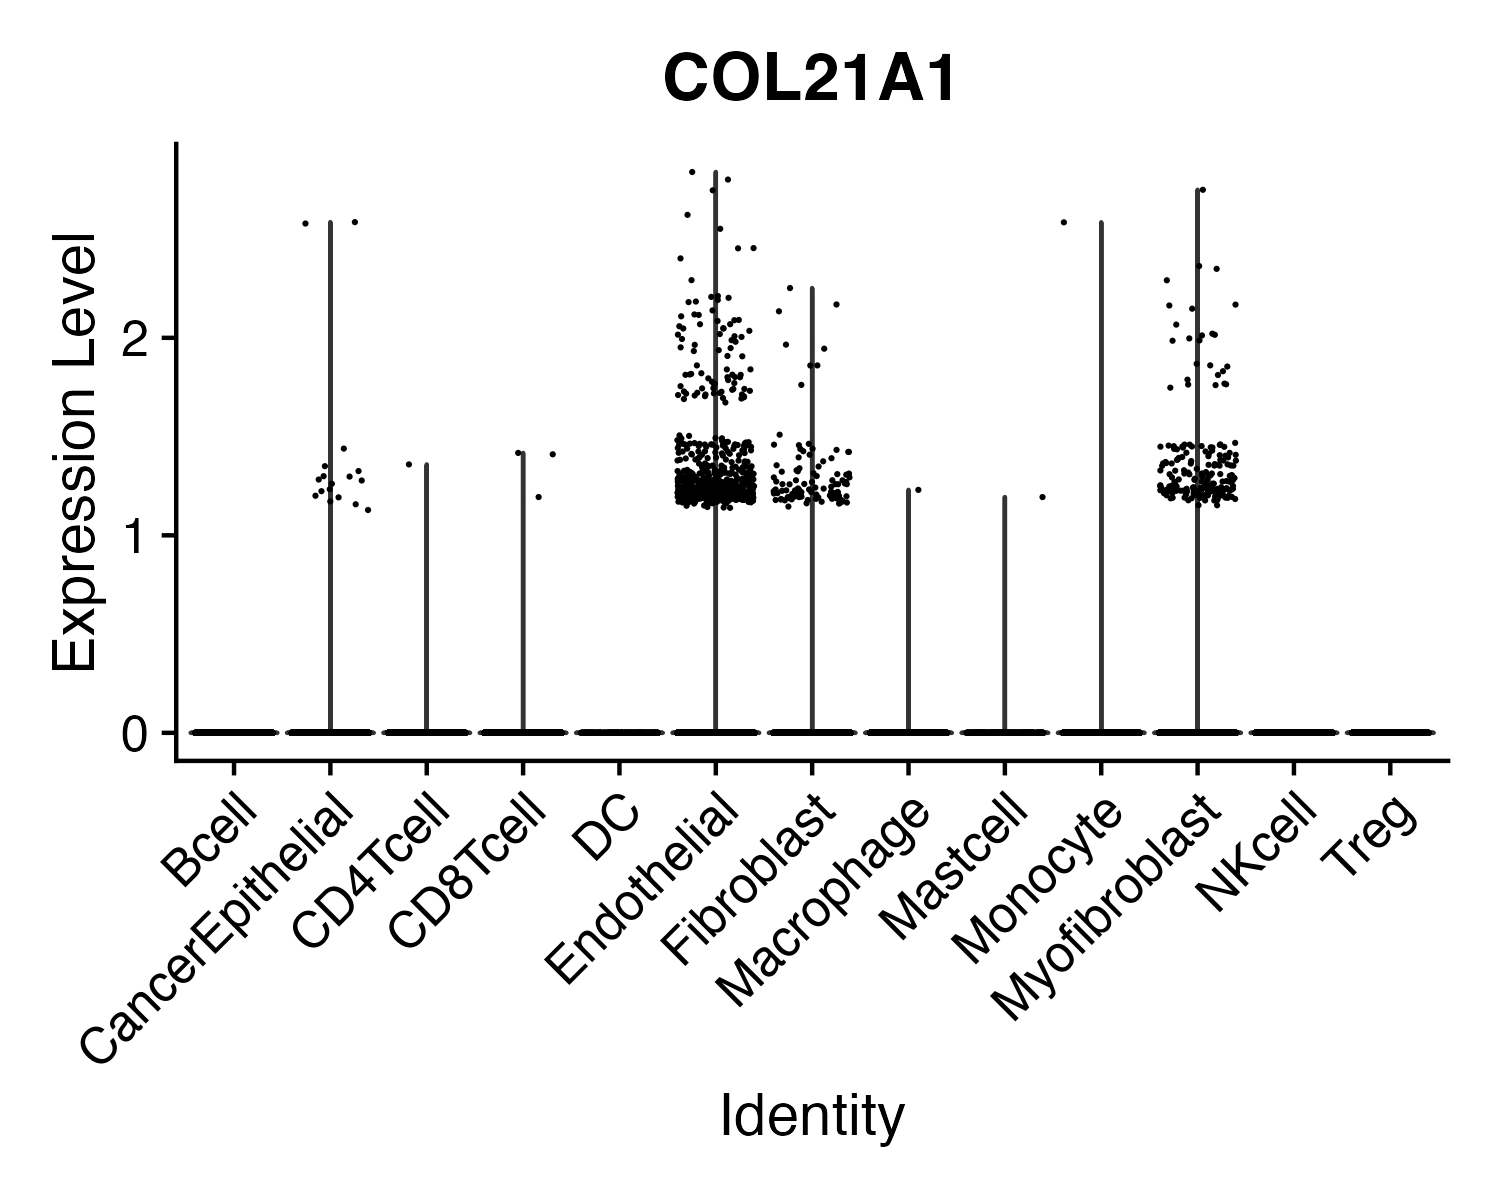 COL21A1
Expression Level
2
1
0
Bcell
CancerEpithelial
CD4Tcell
CD8Tcell
DC
Endothelial
Fibroblast
Macrophage
Mastcell
Monocyte
Myofibroblast
NKcell
Treg
Identity